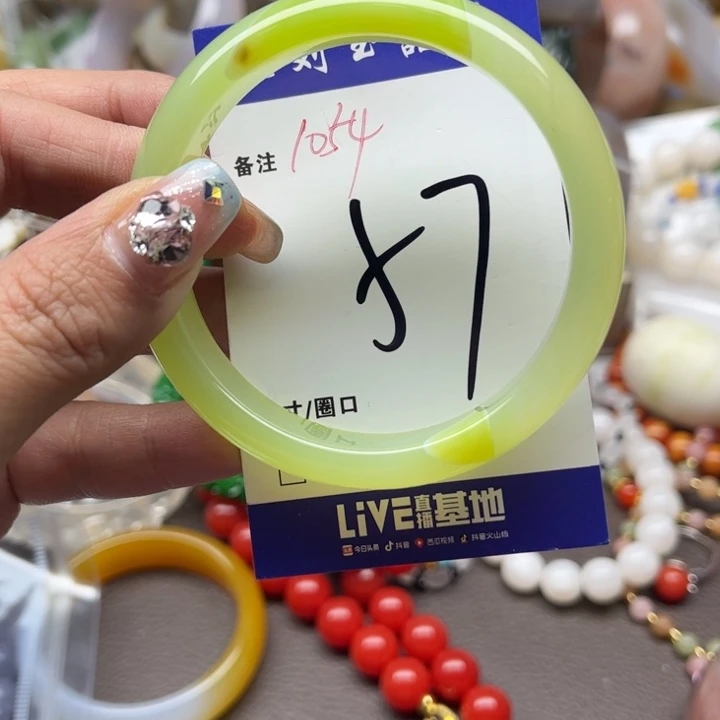 备注 1054
57
寸/圈口
LiVE直播基地
今日头条 抖音 西瓜视频 抖音火山版